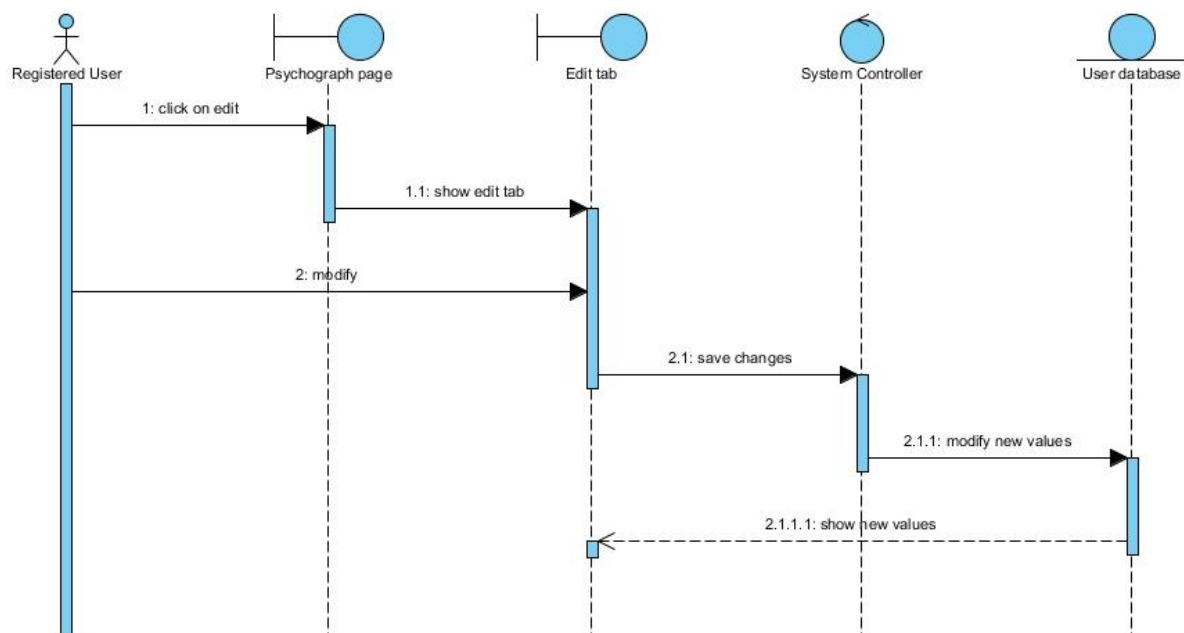 Registered User
Psychograph page
Edit tab
System Controller
User database
1: click on edit
1.1: show edit tab
2: modify
2.1: save changes
2.1.1: modify new values
2.1.1.1: show new values